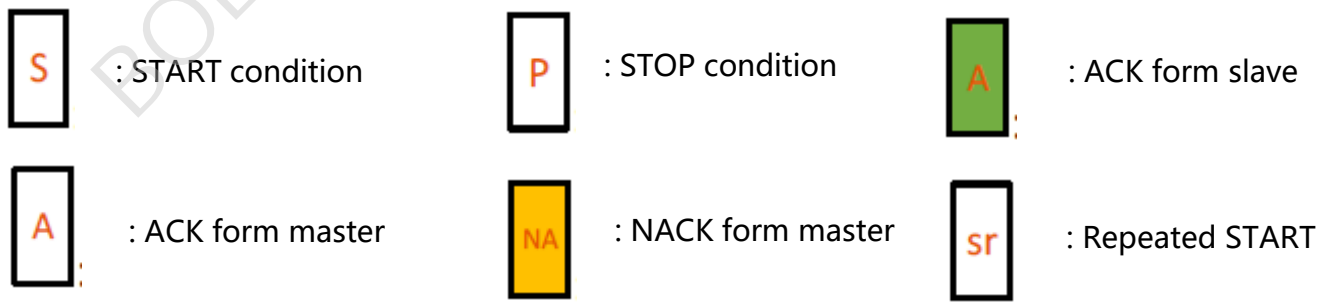 S : START condition P : STOP condition A : ACK form slave
A : ACK form master NA : NACK form master sr : Repeated START